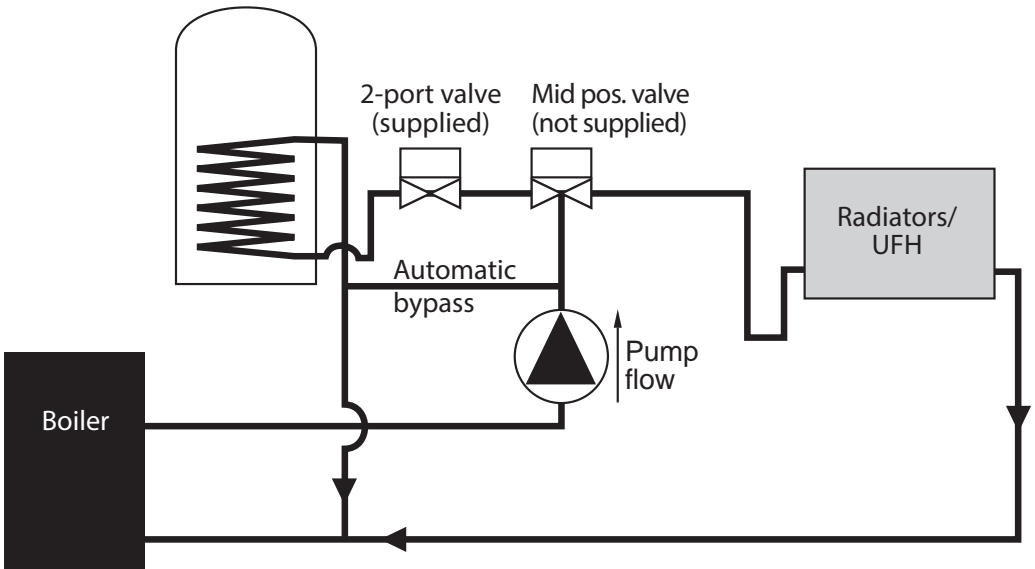 2-port valve
(supplied)
Mid pos. valve
(not supplied)
Radiators/
UFH
Automatic
bypass
Pump
flow
Boiler